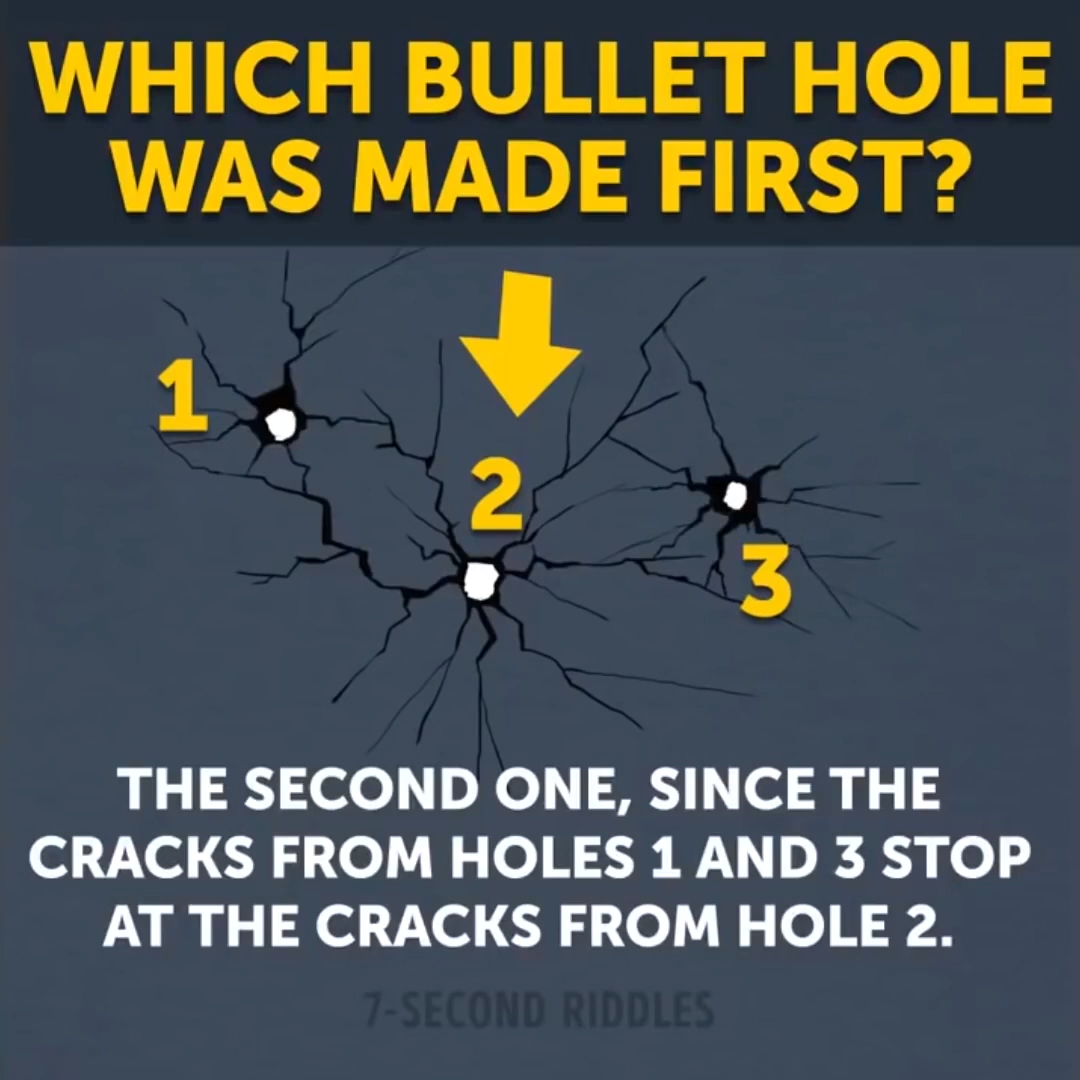 WHICH BULLET HOLE
WAS MADE FIRST?
1
2
3
THE SECOND ONE, SINCE THE
CRACKS FROM HOLES 1 AND 3 STOP
AT THE CRACKS FROM HOLE 2.
7-SECOND RIDDLES